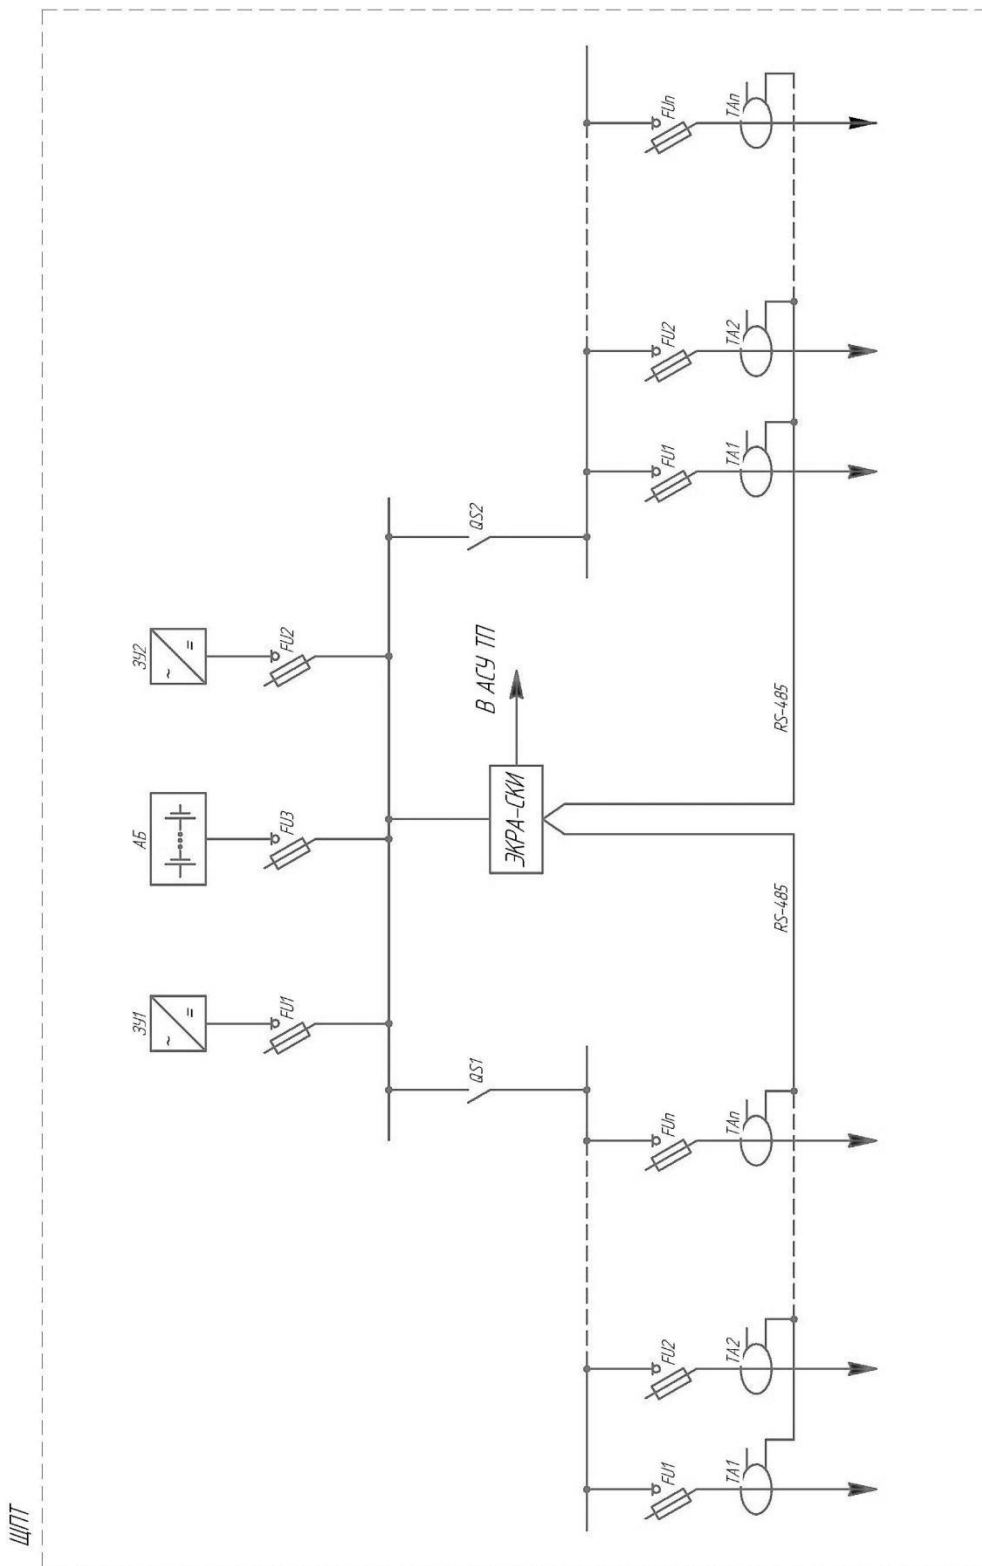 ЩПТ
ЗУ1
АБ
ЗУ2
FU1
FU3
FU2
QS1
ЭКРА-СКИ
В АСУ ТП
QS2
FU1
FU2
FUn
FU1
FU2
FUn
TA1
TA2
TAn
TA1
TA2
TAn
RS-485
RS-485